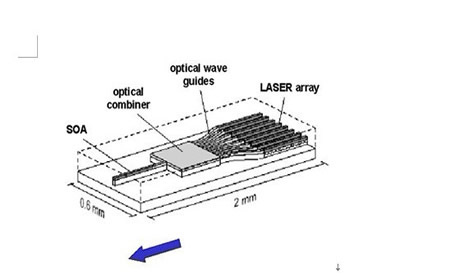 optical wave
guides
LASER array
optical
combiner
SOA
0.6 mm
2 mm